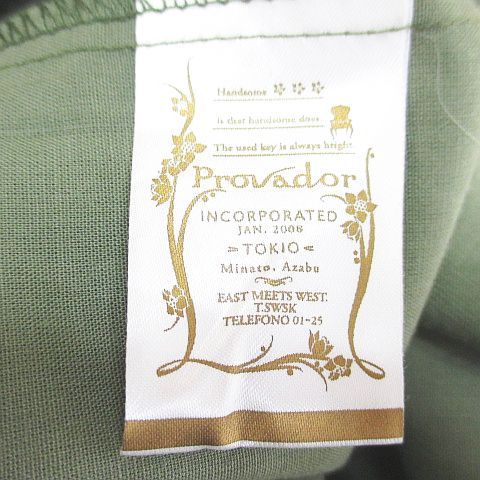 Handsome
is that handsome does.
The used key is always bright.
Provador
INCORPORATED
JAN. 2008
TOKIO
Minato, Azabu
EAST MEETS WEST.
T.SWSK
TELEFONO 01-25